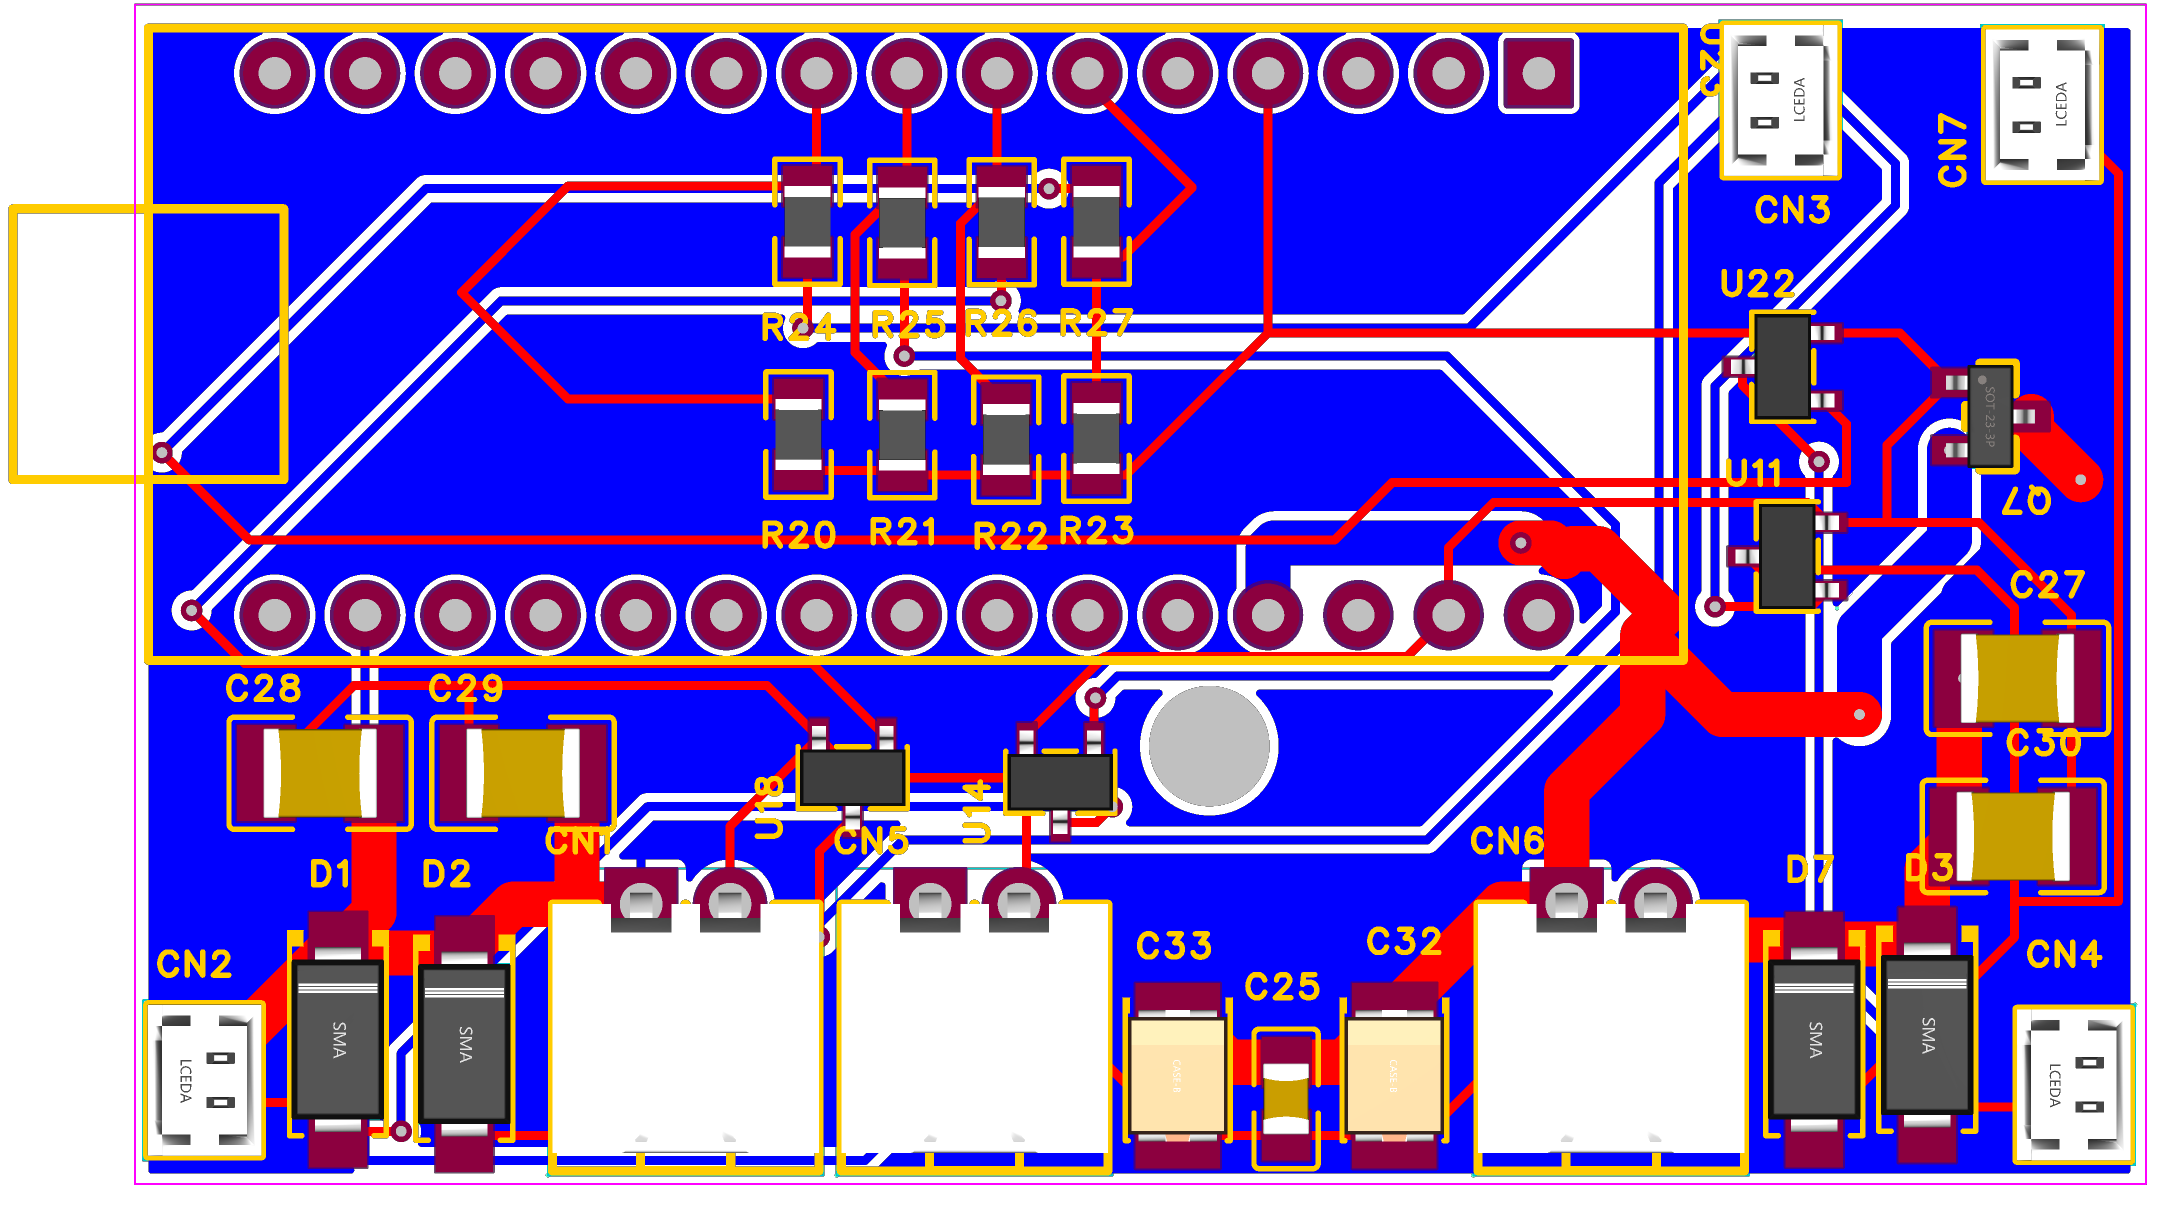 U23
LCEDA
LCEDA
CN7
CN3
U22
R24
R25
R26
R27
SOT-23-3P
U11
Q7
R20
R21
R22
R23
C27
C28
C29
C30
U18
U14
CN1
CN5
CN6
D1
D2
D7
D3
CN2
C33
C32
CN4
C25
SMA
SMA
SMA
SMA
LCEDA
CASE-B
CASE-B
LCEDA